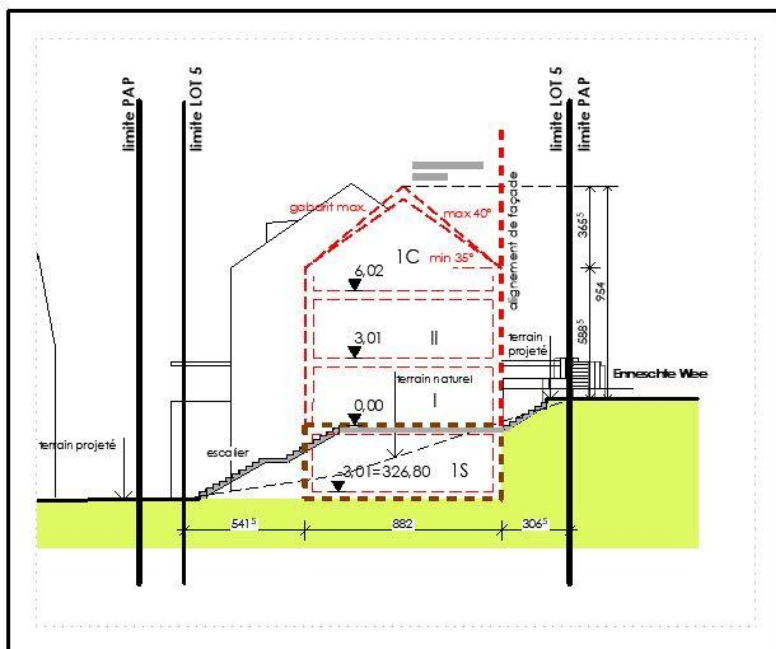 limite PAP
limite LOT 5
limite LOT 5
limite PAP
gabarit max.
max 40°
alignement de façade
1C
min 35°
6,02
365⁵
954
3,01
II
588⁵
terrain
projeté
terrain naturel
Enneschte Wee
0,00
I
terrain projeté
escalier
-3,01=326,80
1S
541⁵
882
306⁵